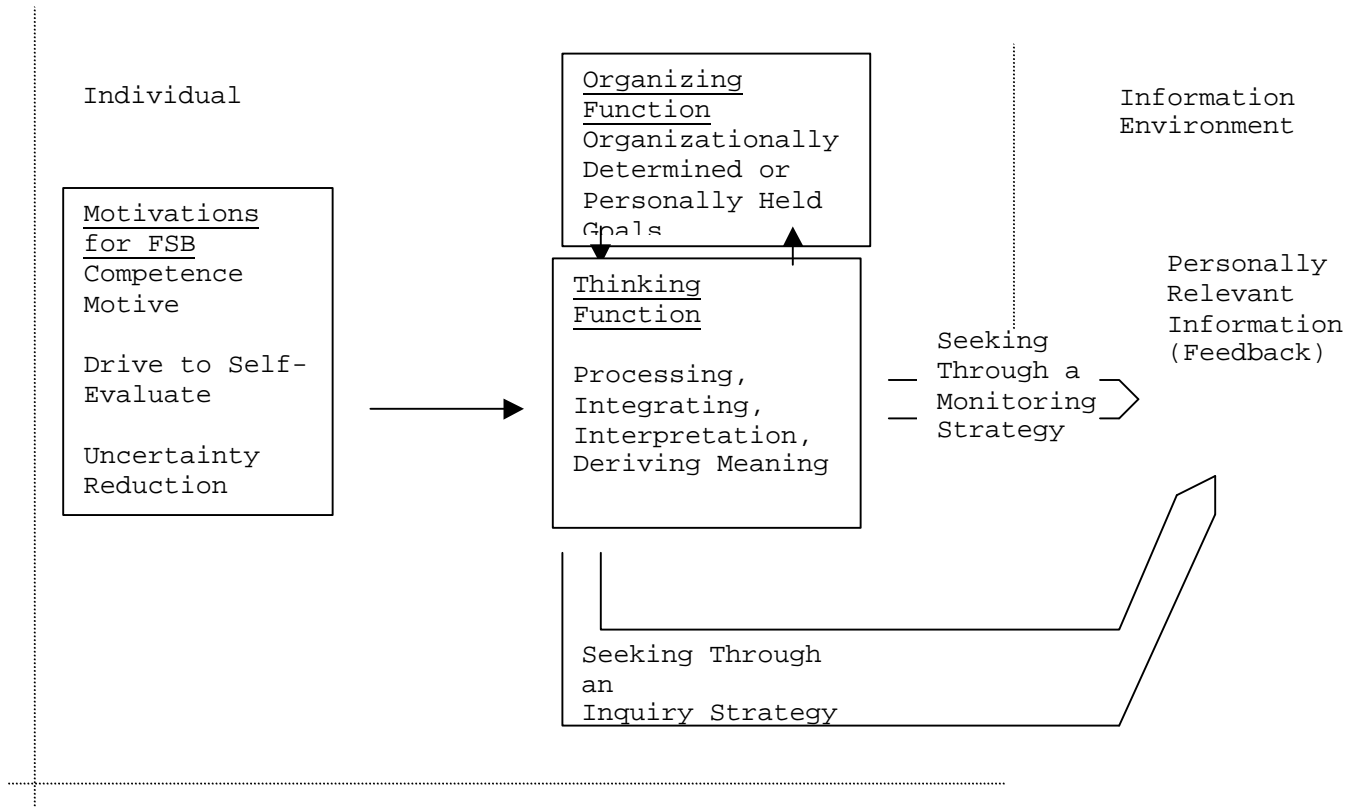 Individual
Motivations
for FSB
Competence
Motive
Drive to Self-
Evaluate
Uncertainty
Reduction
Organizing
Function
Organizationally
Determined or
Personally Held
Goals
Thinking
Function
Processing,
Integrating,
Interpretation,
Deriving Meaning
Seeking
Through a
Monitoring
Strategy
Seeking Through
an
Inquiry Strategy
Information
Environment
Personally
Relevant
Information
(Feedback)